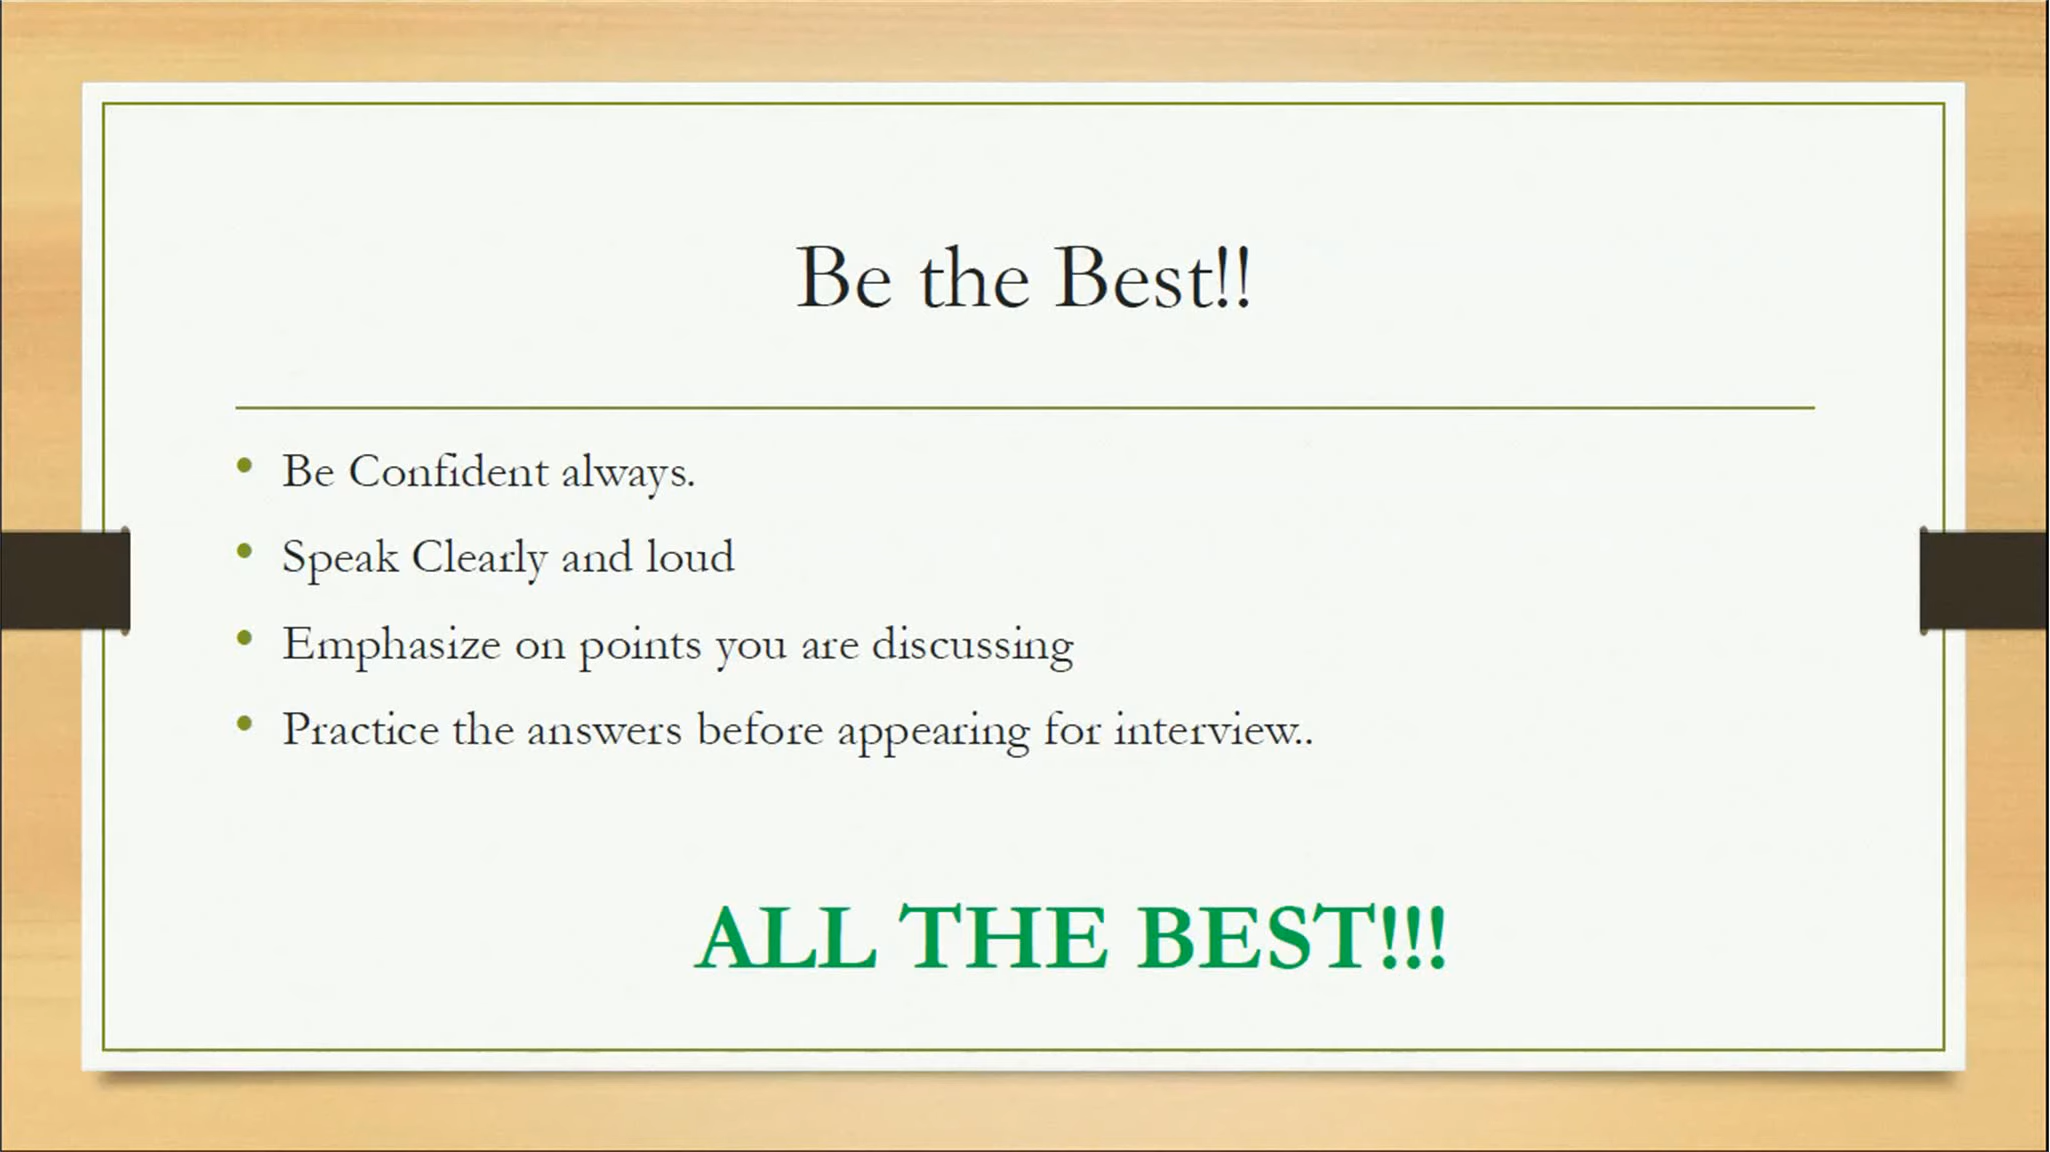 Be the Best!!
• Be Confident always.
• Speak Clearly and loud
• Emphasize on points you are discussing
• Practice the answers before appearing for interview..
ALL THE BEST!!!